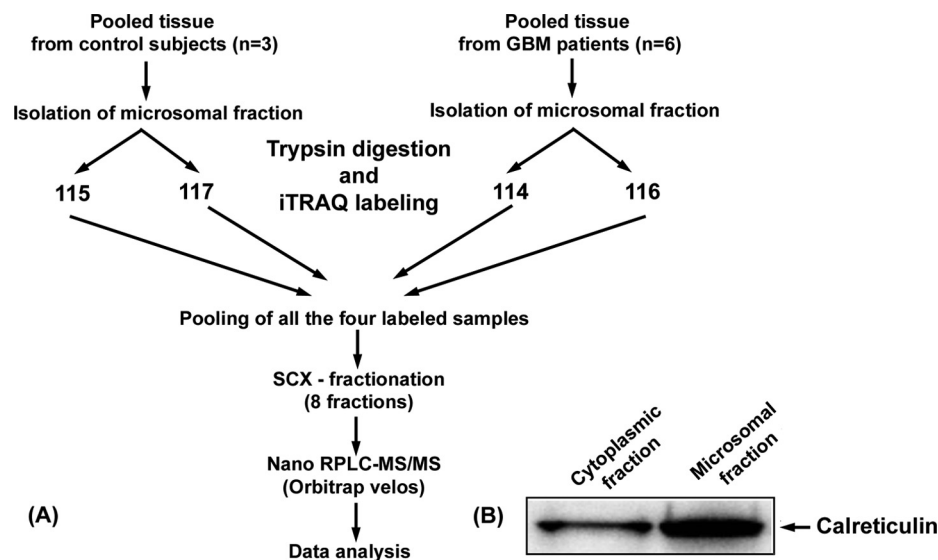 Pooled tissue
from control subjects (n=3)
Pooled tissue
from GBM patients (n=6)
Isolation of microsomal fraction
Isolation of microsomal fraction
Trypsin digestion
and
iTRAQ labeling
115
117
114
116
Pooling of all the four labeled samples
SCX - fractionation
(8 fractions)
Nano RPLC-MS/MS
(Orbitrap velos)
Data analysis
(A)
Cytoplasmic
fraction
Microsomal
fraction
(B)
Calreticulin